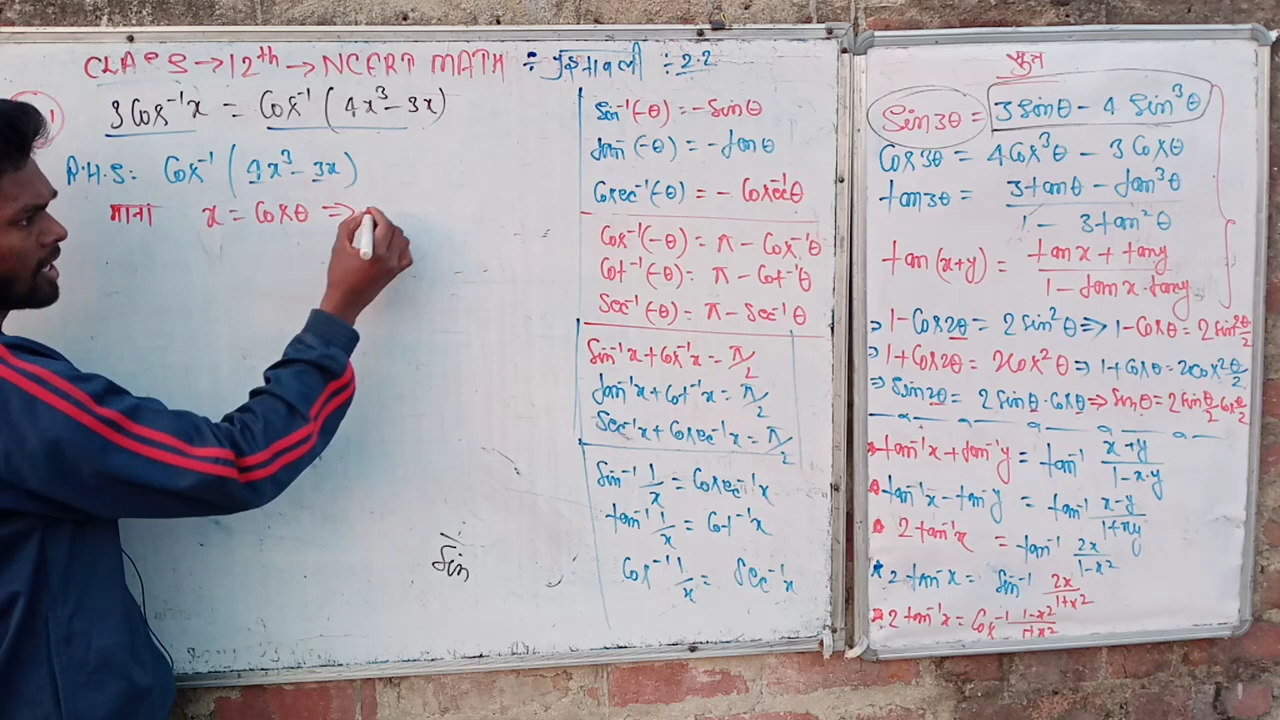 CLASS → 12th → NCERT MATH ÷ प्रश्नावली ÷ 2.2
3Cos⁻¹x = Cos⁻¹(4x³-3x)
R.H.S: Cos⁻¹(4x³-3x)
माना x = Cosθ ⇒
Sin
Sin⁻¹(-θ) = -Sinθ
tan⁻(-θ) = -tanθ
Cosec⁻¹(-θ) = - Cosec⁻¹θ
Cos⁻¹(-θ) = π - Cos⁻¹θ
Cot⁻¹(-θ) = π - Cot⁻¹θ
Sec⁻¹(-θ) = π - Sec⁻¹θ
Sin⁻¹x + Cos⁻¹x = π/2
tan⁻¹x + Cot⁻¹x = π/2
Sec⁻¹x + Cosec⁻¹x = π/2
Sin⁻¹ 1/x = Cosec⁻¹x
tan⁻¹ 1/x = Cot⁻¹x
Cos⁻¹ 1/x = Sec⁻¹x
सूत्र
Sin3θ = 3Sinθ - 4Sin³θ
Cos3θ = 4Cos³θ - 3Cosθ
tan3θ = 3tanθ - tan³θ / 1 - 3tan²θ
tan(x+y) = tanx + tany / 1 - tanx.tany
⇒ 1-Cos2θ = 2Sin²θ ⇒ 1-Cosθ = 2Sin²θ/2
⇒ 1+Cos2θ = 2Cos²θ ⇒ 1+Cosθ = 2Cos²θ/2
⇒ Sin2θ = 2Sinθ.Cosθ ⇒ Sinθ = 2Sinθ/2 Cosθ/2
tan⁻¹x + tan⁻¹y = tan⁻¹ x+y / 1-x.y
tan⁻¹x - tan⁻y = tan⁻¹ x-y / 1+xy
2tan⁻¹x = tan⁻¹ 2x / 1-x²
2tan⁻x = Sin⁻¹ 2x / 1+x²
2tan⁻¹x = Cos⁻¹ 1-x² / 1+x²